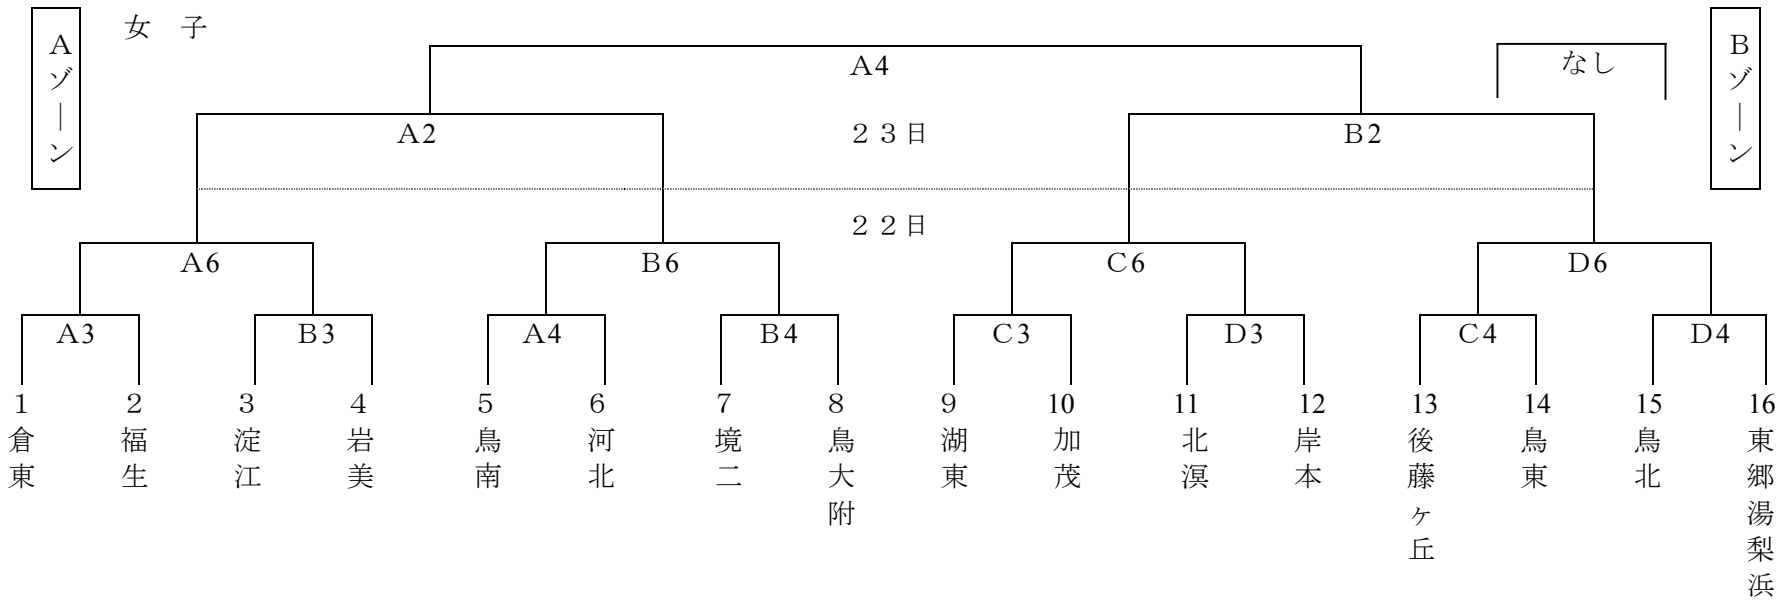 Aゾーン
女 子
Bゾーン
A4
なし
A2
２３日
B2
２２日
A6
B6
C6
D6
A3
B3
A4
B4
C3
D3
C4
D4
１ ２ ３ ４ ５ ６ ７ ８ ９ 10 11 12 13 14 15 16
倉東
福生
淀江
岩美
鳥南
河北
境二
鳥大附
湖東
加茂
北溟
岸本
後藤ヶ丘
鳥東
鳥北
東郷湯梨浜